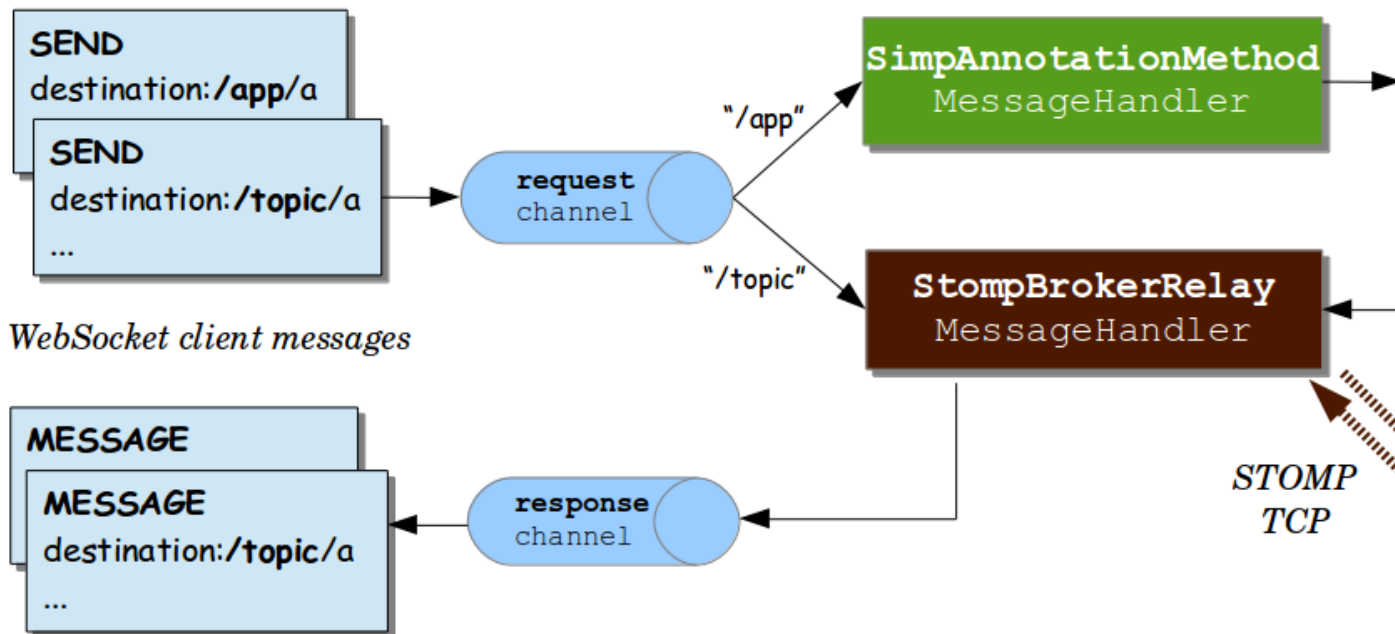 SEND
destination:/app/a
SEND
destination:/topic/a
...
WebSocket client messages
request
channel
“/app”
“/topic”
SimpAnnotationMethod
MessageHandler
StompBrokerRelay
MessageHandler
STOMP
TCP
MESSAGE
MESSAGE
destination:/topic/a
...
response
channel